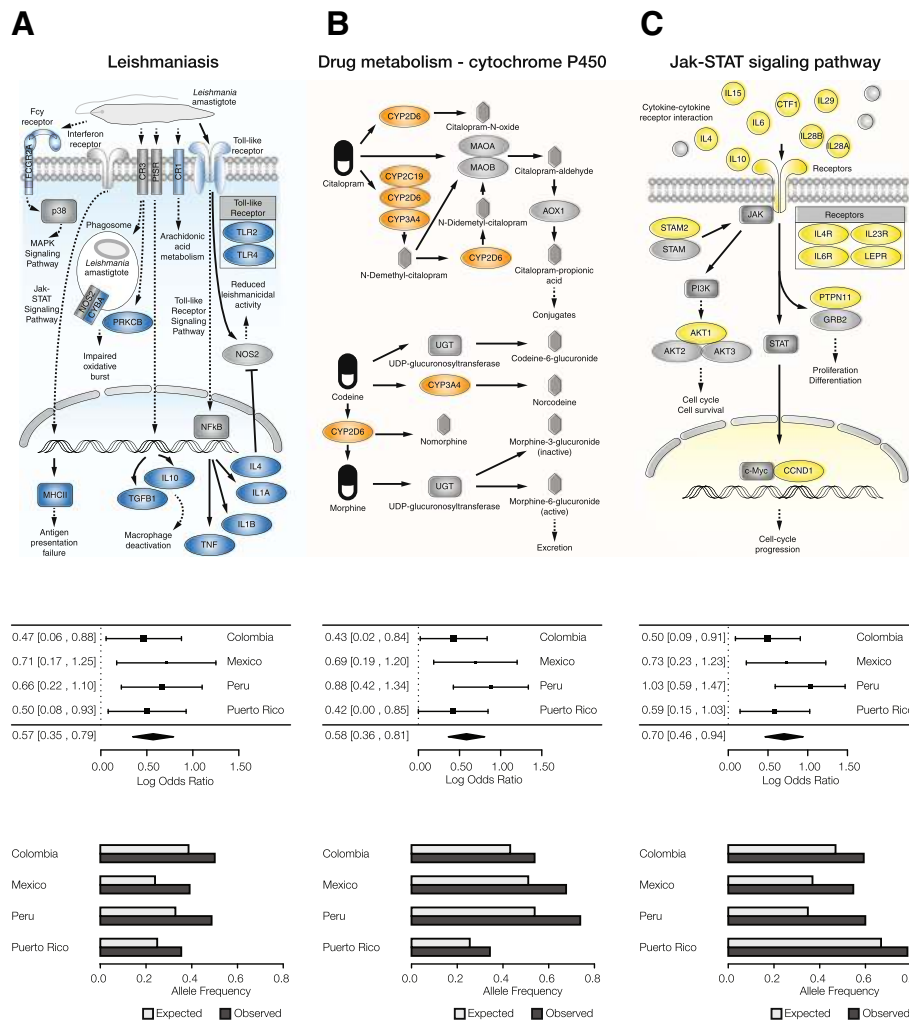 A
B
C
Leishmaniasis
Drug metabolism - cytochrome P450
Jak-STAT sigaling pathway
Fcγ
receptor
Leishmania
amastigtote
Interferon
receptor
Toll-like
receptor
FCGR2A
CR3
PISR
CR1
p38
MAPK
Signaling
Pathway
Phagosome
Leishmania
amastigtote
NOS2
CYBA
PRKCB
Arachidonic
acid
metabolism
Toll-like
Receptor
TLR2
TLR4
Jak-
STAT
Signaling
Pathway
Toll-like
Receptor
Signaling
Pathway
Reduced
leishmanicidal
activity
NOS2
Impaired
oxidative
burst
NFkB
MHCII
TGFB1
IL10
IL4
IL1A
IL1B
TNF
Antigen
presentation
failure
Macrophage
deactivation
Citalopram
CYP2D6
Citalopram-N-oxide
MAOA
MAOB
Citalopram-aldehyde
CYP2C19
CYP2D6
CYP3A4
AOX1
N-Didemetyl-citalopram
N-Demethyl-citalopram
CYP2D6
Citalopram-propionic
acid
Conjugates
Codeine
UGT
UDP-glucuronosyltransferase
Codeine-6-glucuronide
CYP3A4
Norcodeine
CYP2D6
Nomorphine
Morphine-3-glucuronide
(inactive)
Morphine
UGT
UDP-glucuronosyltransferase
Morphine-6-glucuronide
(active)
Excretion
IL15
CTF1
IL29
Cytokine-cytokine
receptor interaction
IL6
IL4
IL28B
IL28A
IL10
Receptors
JAK
STAM2
STAM
Receptors
IL4R
IL23R
IL6R
LEPR
PI3K
PTPN11
GRB2
AKT1
AKT2
AKT3
STAT
Proliferation
Differentiation
Cell cycle
Cell survival
c-Myc
CCND1
Cell-cycle
progression
0.47 [0.06 , 0.88]
Colombia
0.71 [0.17 , 1.25]
Mexico
0.66 [0.22 , 1.10]
Peru
0.50 [0.08 , 0.93]
Puerto Rico
0.57 [0.35 , 0.79]
0.00 0.50 1.00 1.50
Log Odds Ratio
0.43 [0.02 , 0.84]
Colombia
0.69 [0.19 , 1.20]
Mexico
0.88 [0.42 , 1.34]
Peru
0.42 [0.00 , 0.85]
Puerto Rico
0.58 [0.36 , 0.81]
0.00 0.50 1.00 1.50
Log Odds Ratio
0.50 [0.09 , 0.91]
Colombia
0.73 [0.23 , 1.23]
Mexico
1.03 [0.59 , 1.47]
Peru
0.59 [0.15 , 1.03]
Puerto Rico
0.70 [0.46 , 0.94]
0.00 0.50 1.00 1.50
Log Odds Ratio
Colombia
Mexico
Peru
Puerto Rico
0.0 0.2 0.4 0.6 0.8
Allele Frequency
Expected Observed
Colombia
Mexico
Peru
Puerto Rico
0.0 0.2 0.4 0.6 0.8
Allele Frequency
Expected Observed
Colombia
Mexico
Peru
Puerto Rico
0.0 0.2 0.4 0.6
Allele Frequency
Expected Observed